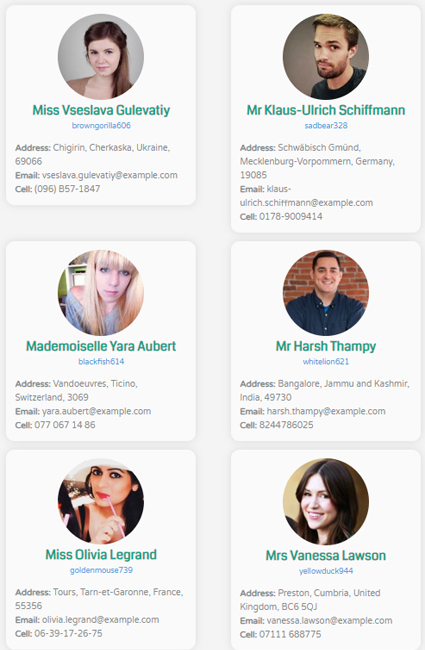 Miss Vseslava Gulevatiy
browngorilla606
Address: Chigirin, Cherkaska, Ukraine,
69066
Email: vseslava.gulevatiy@example.com
Cell: (096) B57-1847
Mr Klaus-Ulrich Schiffmann
sadbear328
Address: Schwäbisch Gmünd,
Mecklenburg-Vorpommern, Germany,
19085
Email: klaus-
ulrich.schiffmann@example.com
Cell: 0178-9009414
Mademoiselle Yara Aubert
blackfish614
Address: Vandoeuvres, Ticino,
Switzerland, 3069
Email: yara.aubert@example.com
Cell: 077 067 14 86
Mr Harsh Thampy
whitelion621
Address: Bangalore, Jammu and Kashmir,
India, 49730
Email: harsh.thampy@example.com
Cell: 8244786025
Miss Olivia Legrand
goldenmouse739
Address: Tours, Tarn-et-Garonne, France,
55356
Email: olivia.legrand@example.com
Cell: 06-39-17-26-75
Mrs Vanessa Lawson
yellowduck944
Address: Preston, Cumbria, United
Kingdom, BC6 5QJ
Email: vanessa.lawson@example.com
Cell: 07111 688775